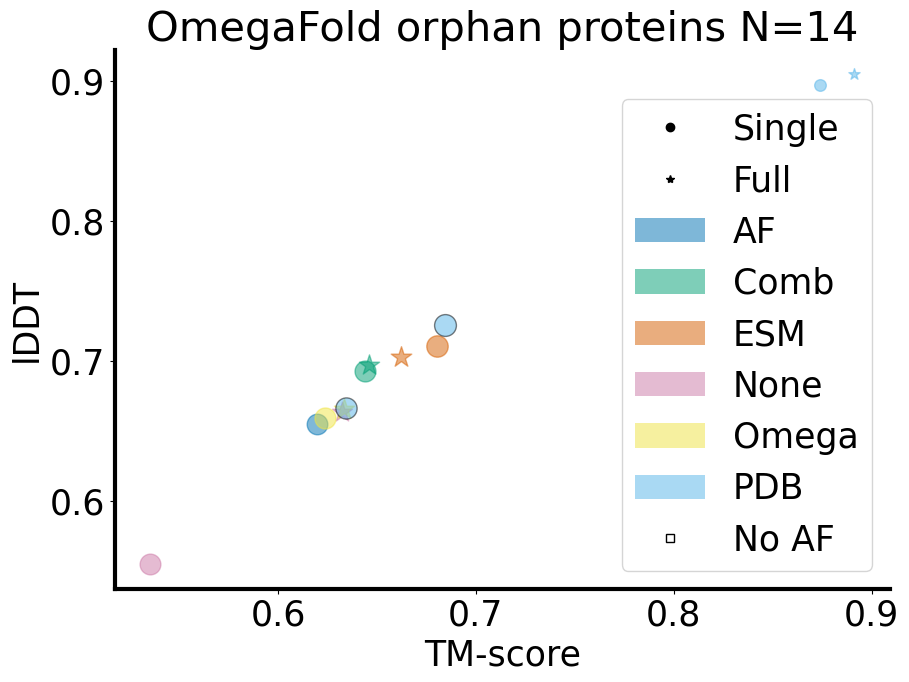 OmegaFold orphan proteins N=14
0.9
0.8
0.7
0.6
lDDT
Single
Full
AF
Comb
ESM
None
Omega
PDB
No AF
0.6
0.7
0.8
0.9
TM-score